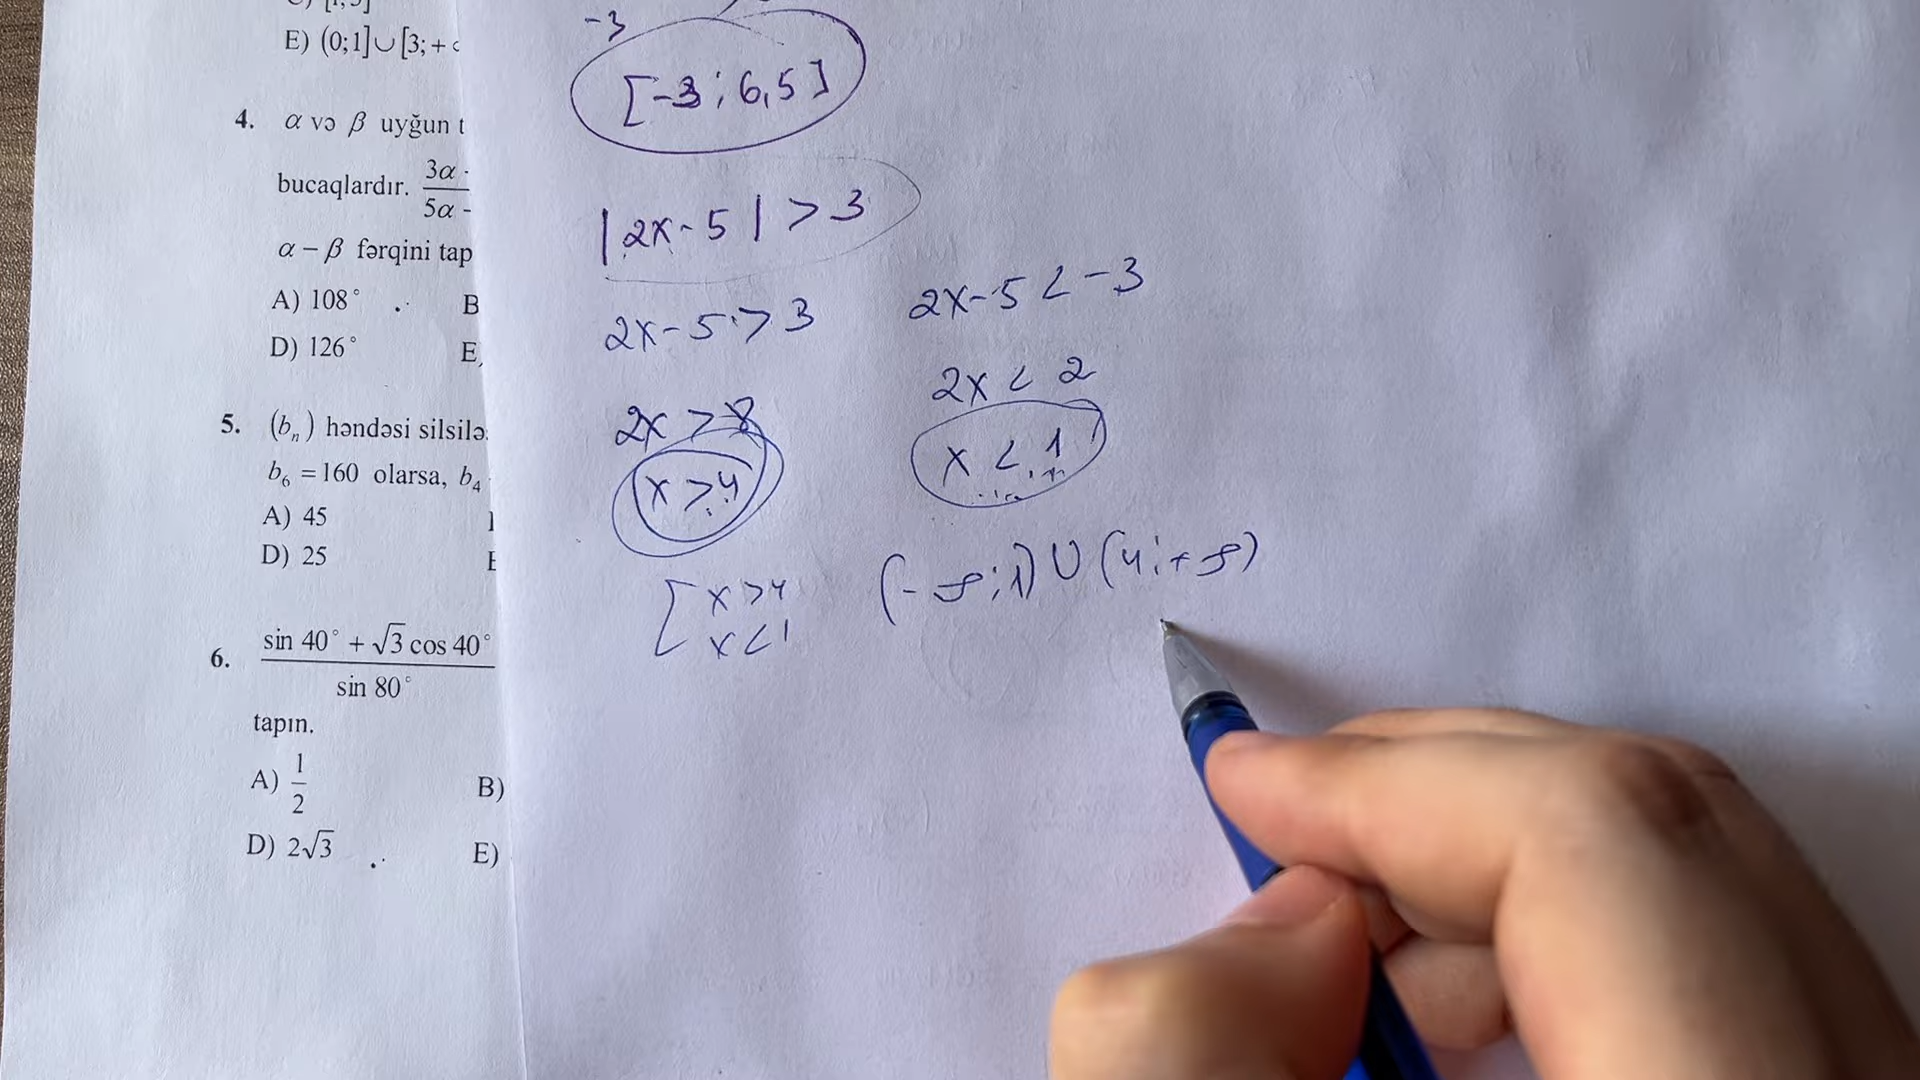 E) (0;1]∪[3;+
4. α və β uyğun
bucaqlardır. 3α -
5α -
α − β fərqini tap
A) 108° B
D) 126° E
5. (bₙ) həndəsi silsilə
b₆ = 160 olarsa, b₄
A) 45
D) 25
6. sin 40° + √3 cos 40°
sin 80°
tapın.
A) 1/2 B)
D) 2√3 E)
-3
[-3; 6,5]
|2x-5| > 3
2x-5 > 3 2x-5 < -3
2x > 8 2x < 2
x > 4 x < 1
[ x > 4 (-∞; 1) ∪ (4; +∞)
x < 1